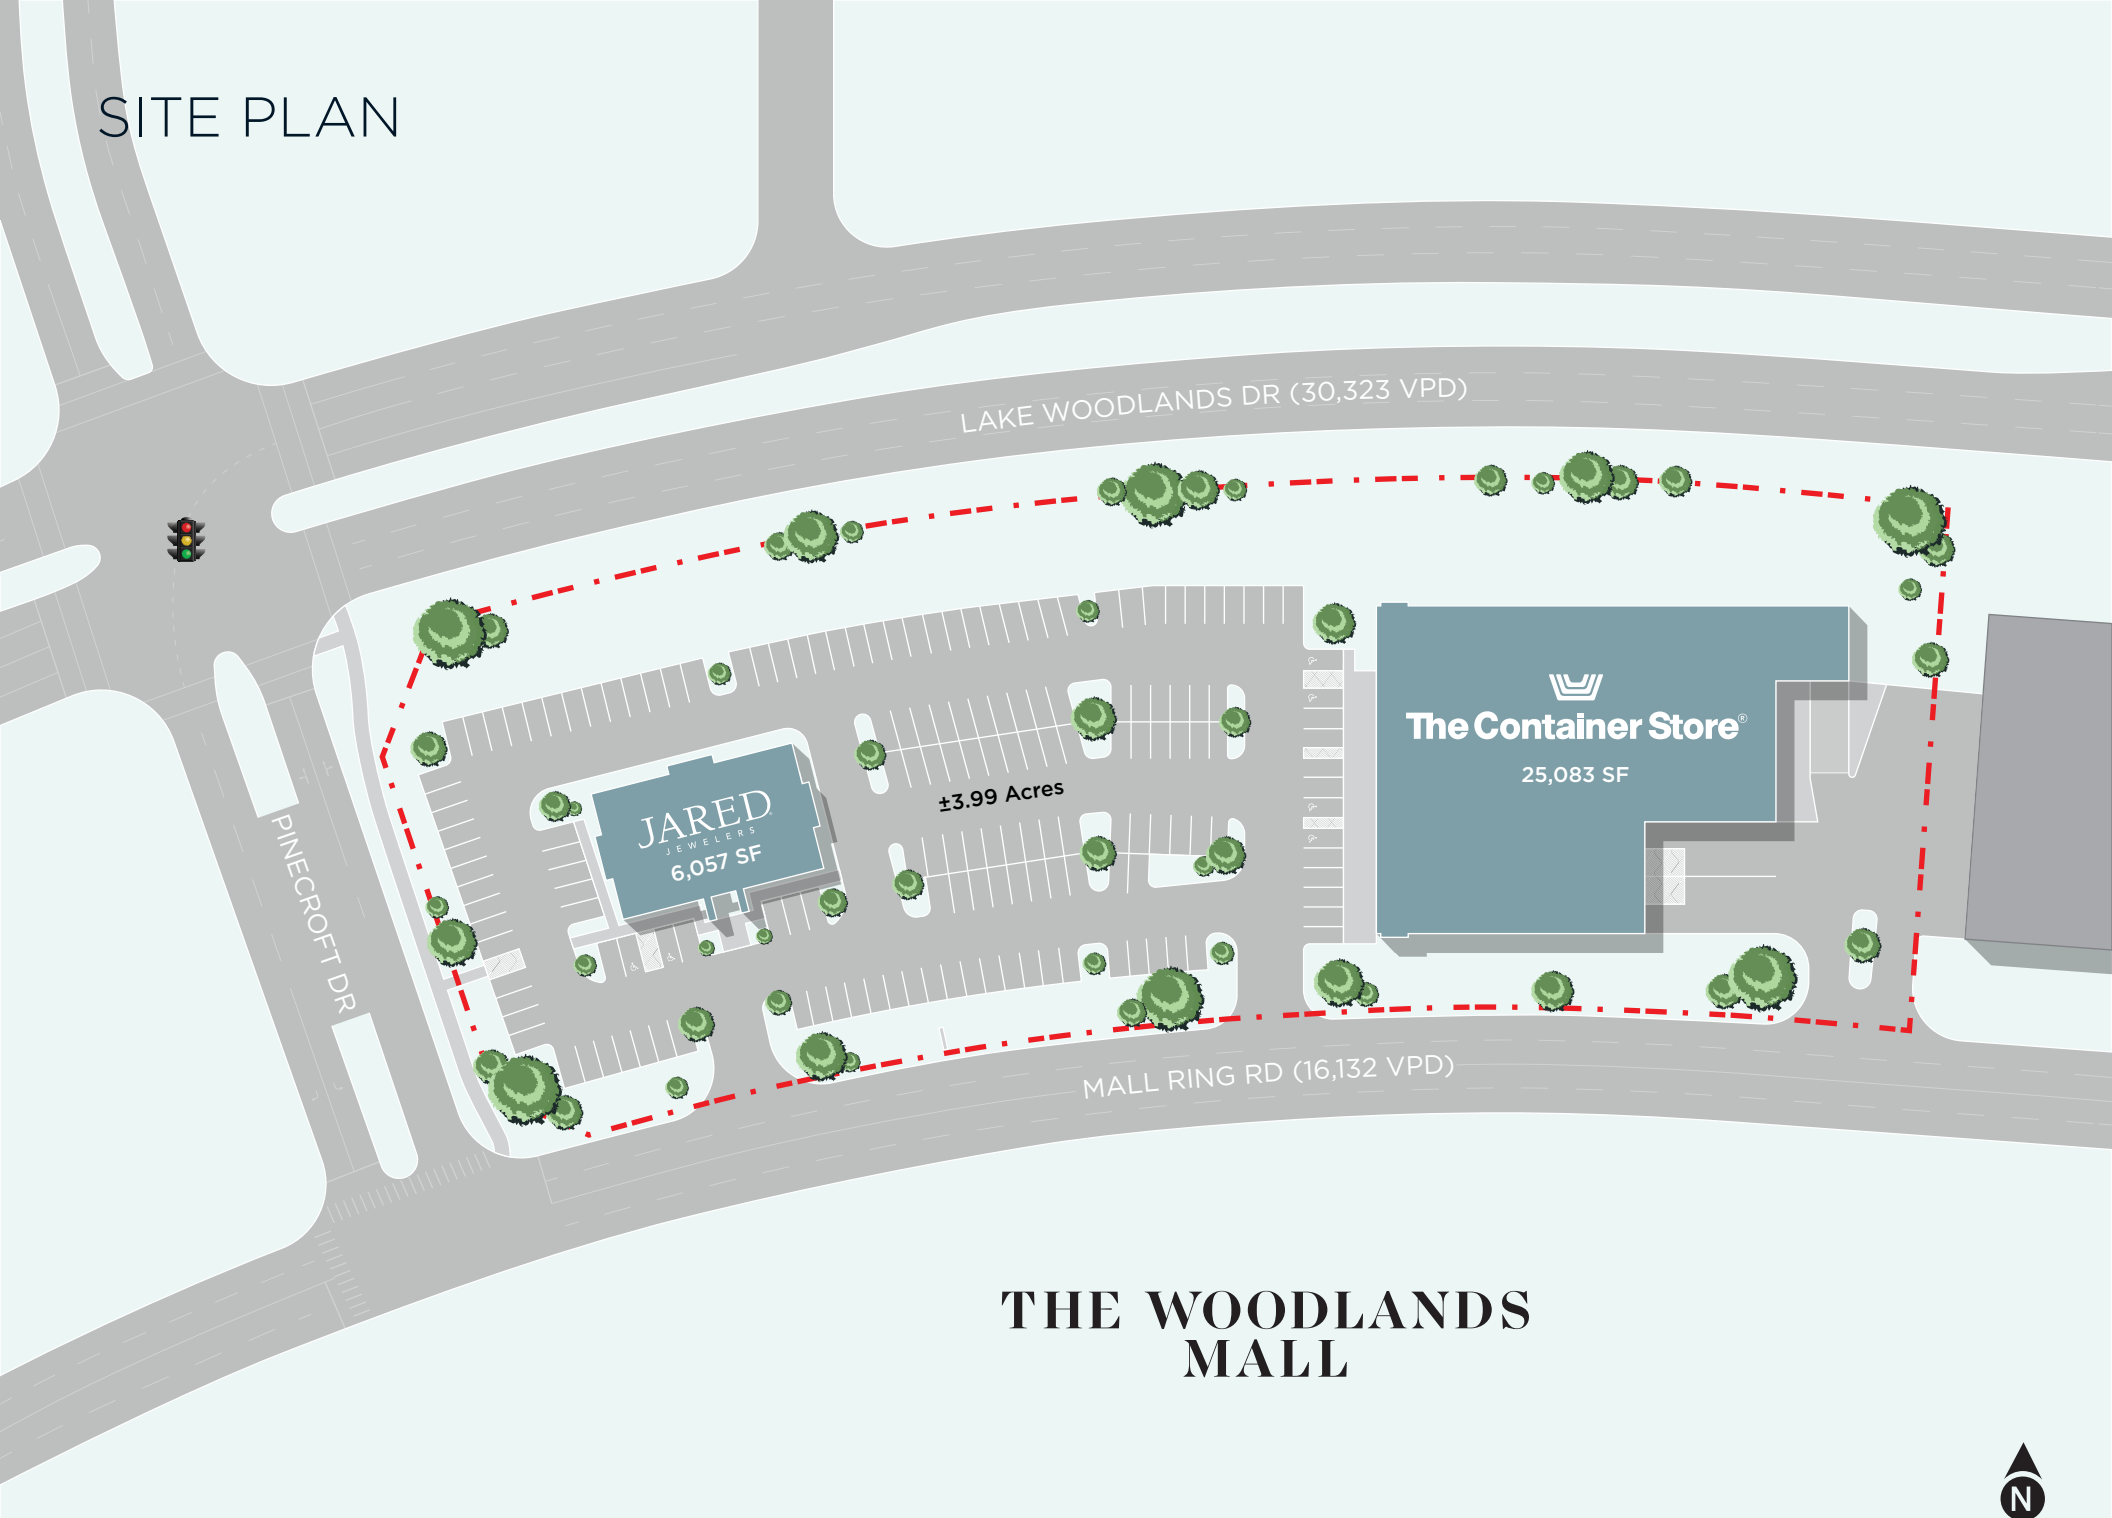 SITE PLAN
LAKE WOODLANDS DR (30,323 VPD)
The Container Store®
25,083 SF
±3.99 Acres
JARED
JEWELERS
6,057 SF
PINECROFT DR
MALL RING RD (16,132 VPD)
THE WOODLANDS
MALL
N